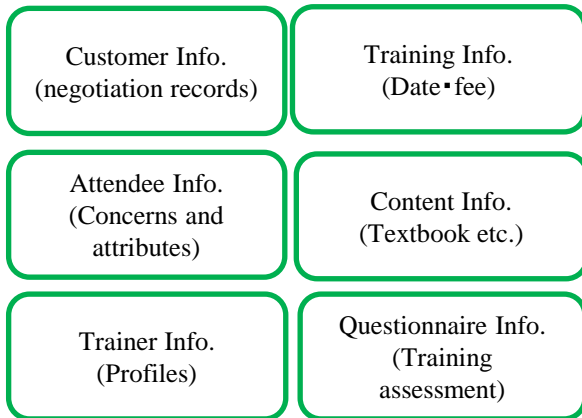 Customer Info.
(negotiation records)
Training Info.
(Date・fee)
Attendee Info.
(Concerns and
attributes)
Content Info.
(Textbook etc.)
Trainer Info.
(Profiles)
Questionnaire Info.
(Training
assessment)